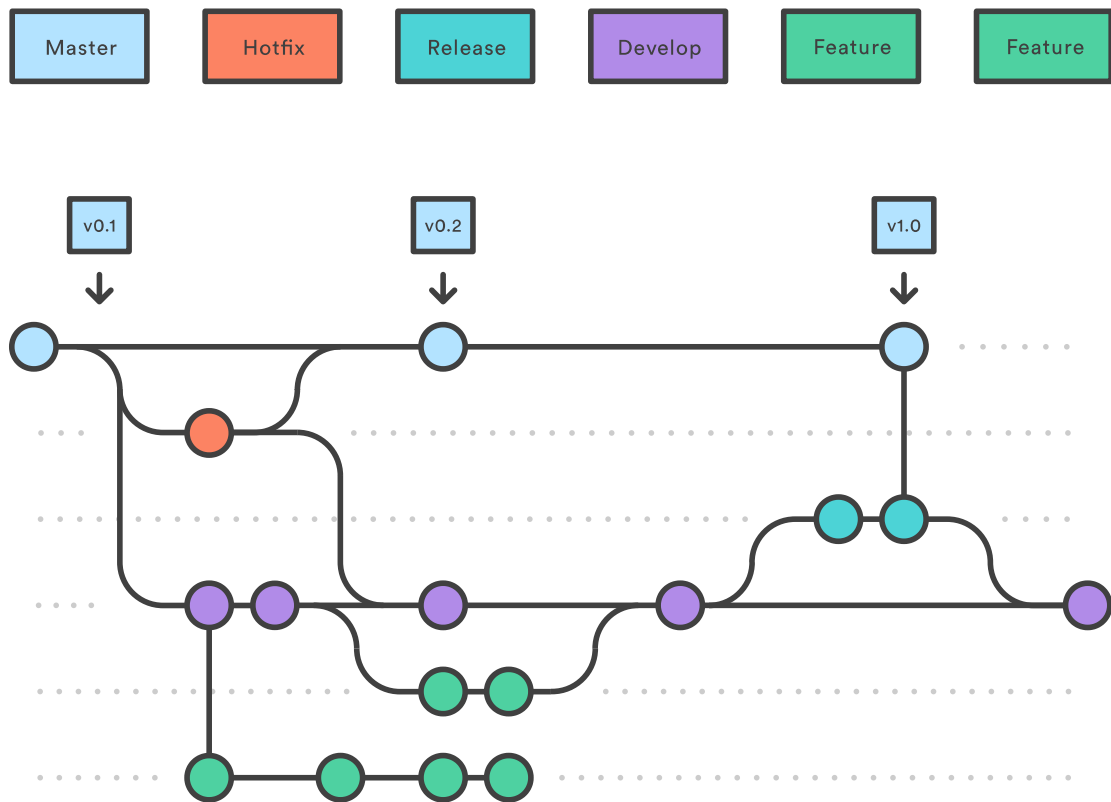 Master
Hotfix
Release
Develop
Feature
Feature
v0.1
v0.2
v1.0